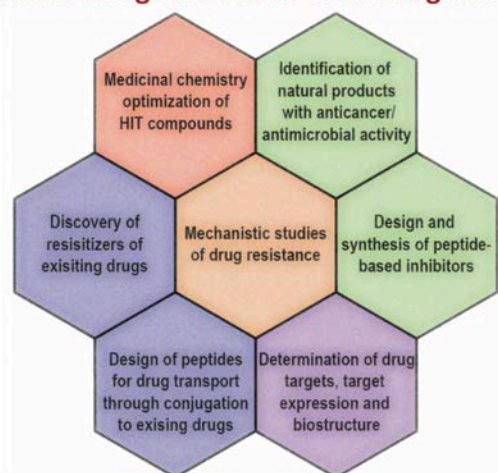 Medicinal chemistry
optimization of
HIT compounds
Identification of
natural products
with anticancer/
antimicrobial activity
Discovery of
resisitizers of
exisiting drugs
Mechanistic studies
of drug resistance
Design and
synthesis of peptide-
based inhibitors
Design of peptides
for drug transport
through conjugation
to exising drugs
Determination of drug
targets, target
expression and
biostructure